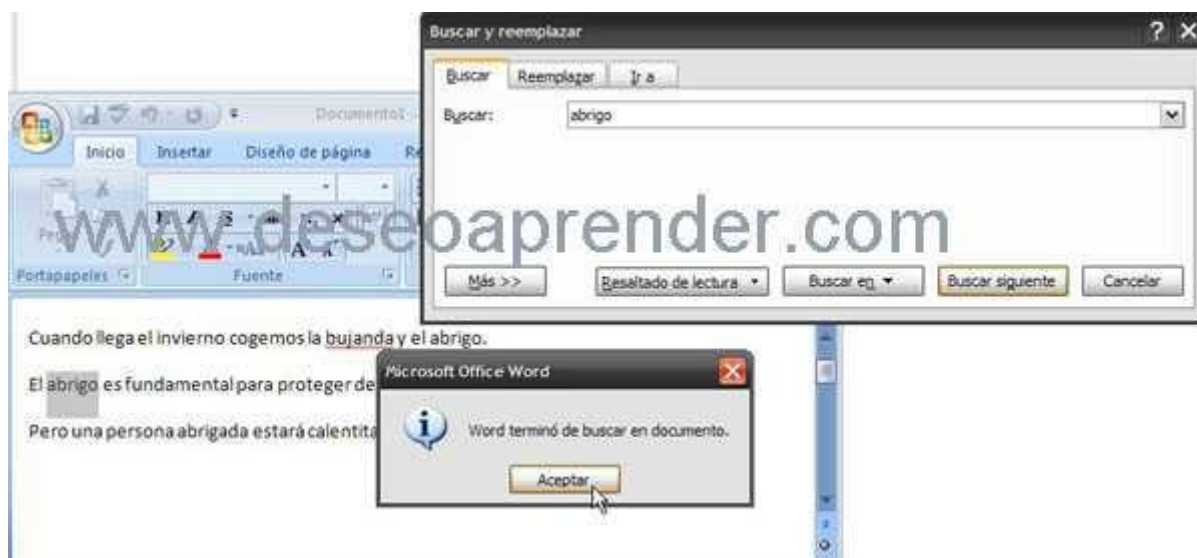 Buscar y reemplazar
Buscar Reemplazar Ir a
Buscar: abrigo
Documento1
Inicio Insertar Diseño de página
www.deseoaprender.com
Portapapeles Fuente
Más >> Resaltado de lectura Buscar en Buscar siguiente Cancelar
Cuando llega el invierno cogemos la bujanda y el abrigo.
El abrigo es fundamental para proteger de
Pero una persona abrigada estará calentita
Microsoft Office Word
Word terminó de buscar en documento.
Aceptar